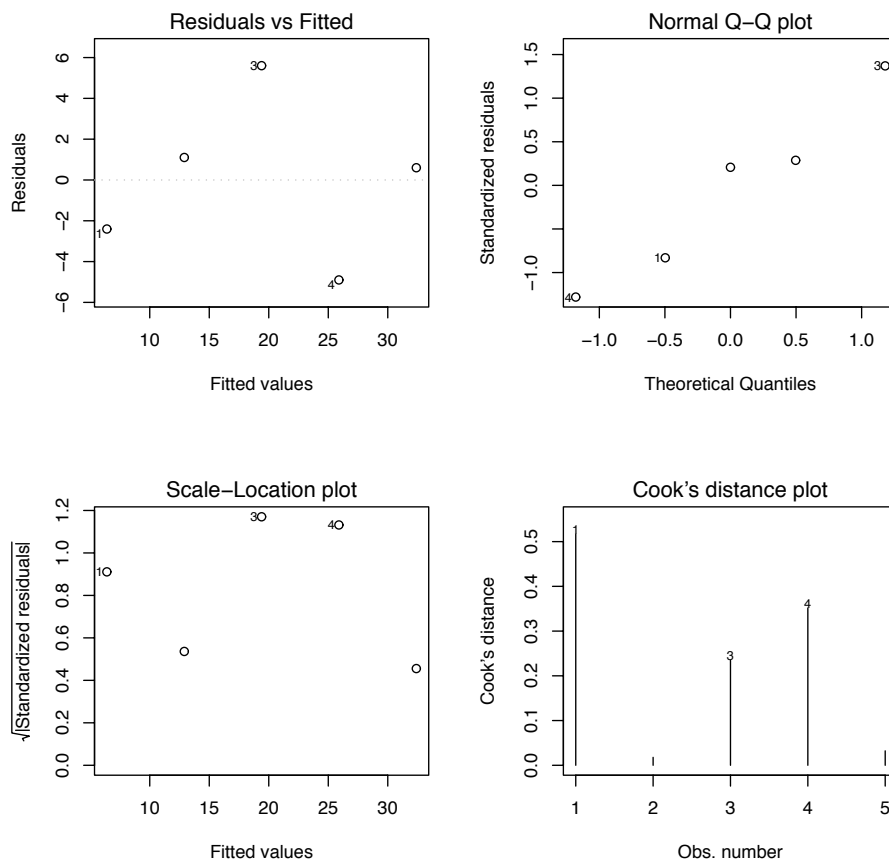 Residuals vs Fitted
6
4
2
0
−2
−4
−6
Residuals
3
1
4
10 15 20 25 30
Fitted values
Normal Q−Q plot
1.5
0.5
0.0
−1.0
Standardized residuals
3
1
4
−1.0 −0.5 0.0 0.5 1.0
Theoretical Quantiles
Scale−Location plot
1.2
1.0
0.8
0.6
0.4
0.2
0.0
√|Standardized residuals|
3
4
1
10 15 20 25 30
Fitted values
Cook's distance plot
0.5
0.4
0.3
0.2
0.1
0.0
Cook's distance
1
4
3
1 2 3 4 5
Obs. number